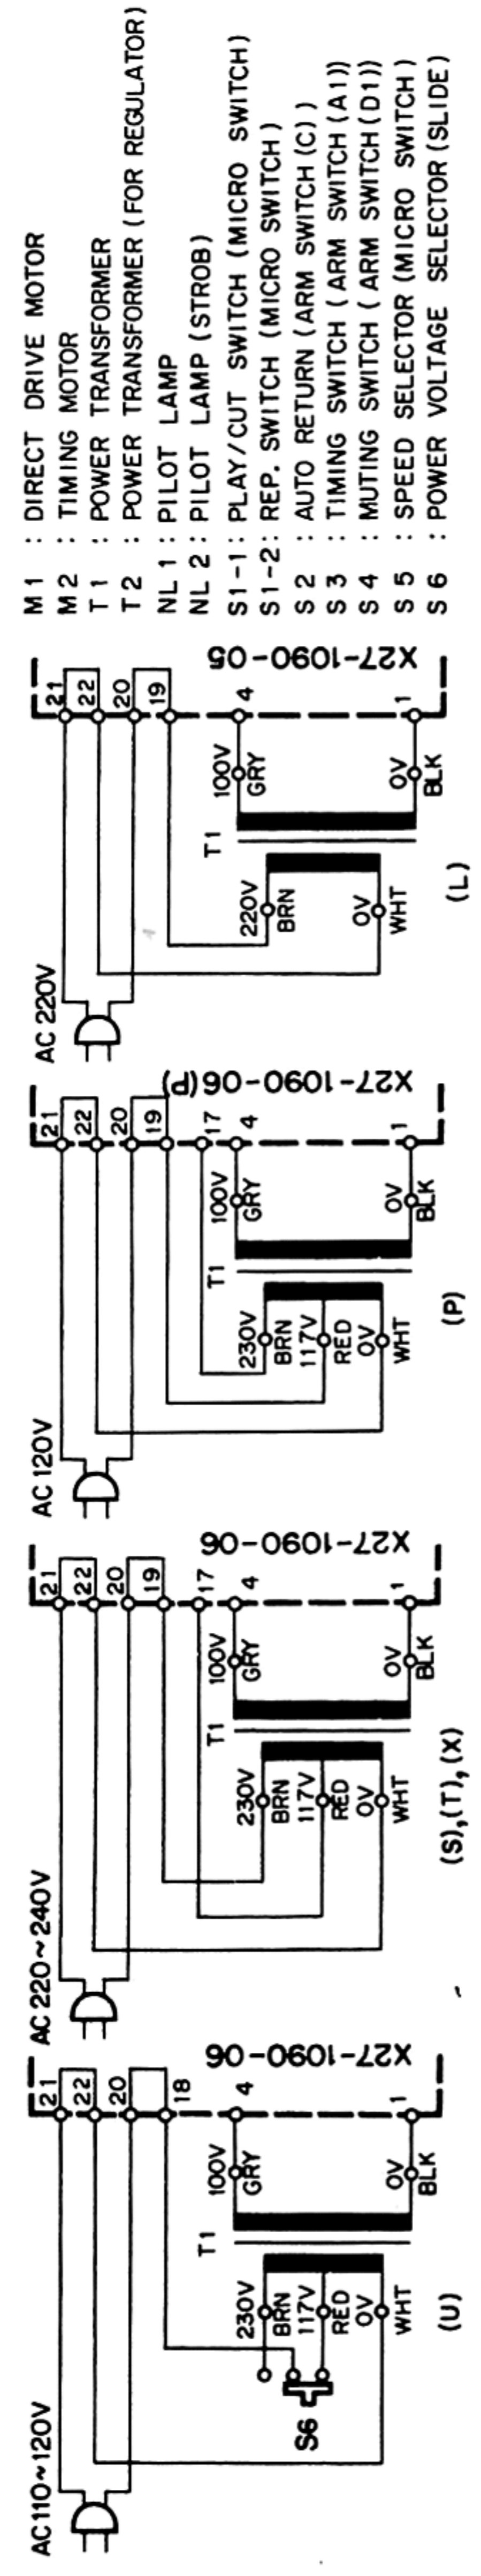 M1 : DIRECT DRIVE MOTOR
M2 : TIMING MOTOR
T1 : POWER TRANSFORMER
T2 : POWER TRANSFORMER (FOR REGULATOR)
NL 1 : PILOT LAMP
NL 2 : PILOT LAMP (STROB)
S1-1 : PLAY/CUT SWITCH (MICRO SWITCH)
S1-2 : REP. SWITCH (MICRO SWITCH)
S 2 : AUTO RETURN (ARM SWITCH (C))
S 3 : TIMING SWITCH (ARM SWITCH (A1))
S 4 : MUTING SWITCH (ARM SWITCH (D1))
S 5 : SPEED SELECTOR (MICRO SWITCH)
S 6 : POWER VOLTAGE SELECTOR (SLIDE)
AC110~120V
21
22
20
18
T1
100V
GRY
4
230V
BRN
117V
RED
0V
WHT
S6
0V
BLK
1
X27-1090-06
(U)
AC 220~240V
21
22
20
19
17
T1
100V
GRY
4
230V
BRN
117V
RED
0V
WHT
0V
BLK
1
X27-1090-06
(S),(T),(X)
AC 120V
21
22
20
19
17
T1
100V
GRY
4
230V
BRN
117V
RED
0V
WHT
0V
BLK
1
X27-1090-06(P)
(P)
AC 220V
21
22
20
19
T1
100V
GRY
4
220V
BRN
0V
WHT
0V
BLK
1
X27-1090-05
(L)